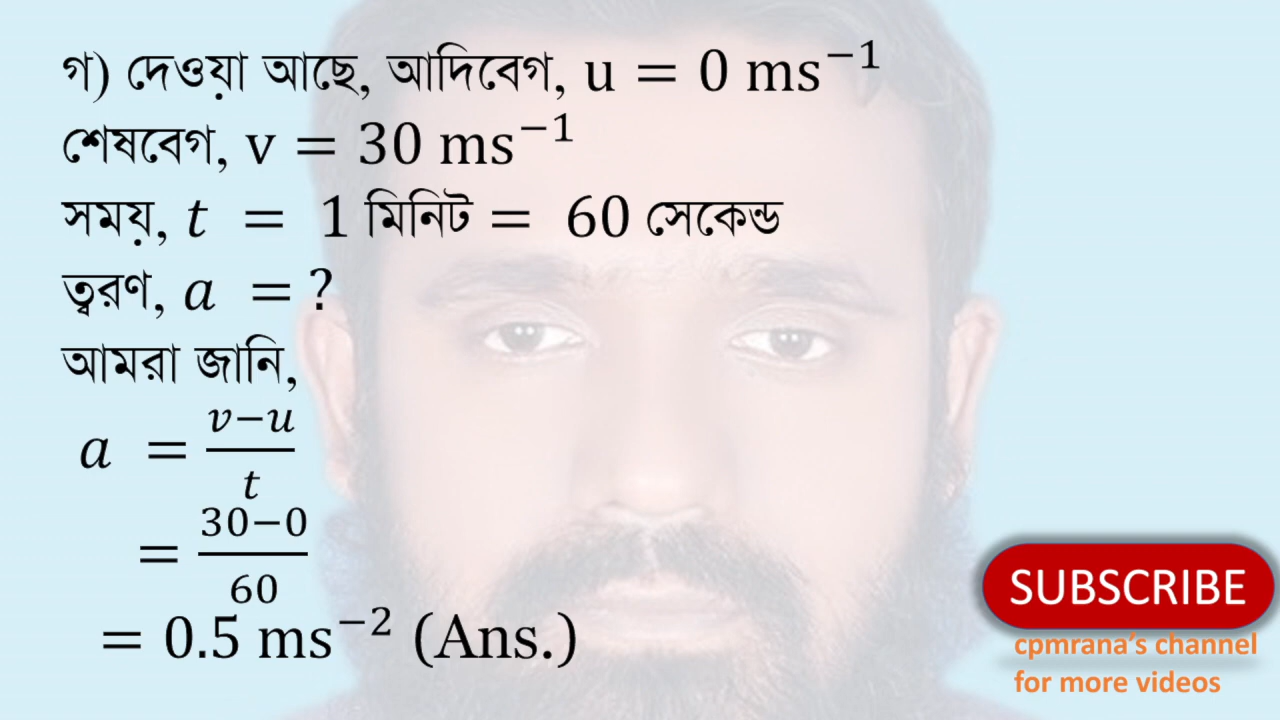 গ) দেওয়া আছে, আদিবেগ, u = 0 ms⁻¹
শেষবেগ, v = 30 ms⁻¹
সময়, t = 1 মিনিট = 60 সেকেন্ড
ত্বরণ, a = ?
আমরা জানি,
a = (v−u)/t
= (30−0)/60
= 0.5 ms⁻² (Ans.)
SUBSCRIBE
cpmrana's channel
for more videos